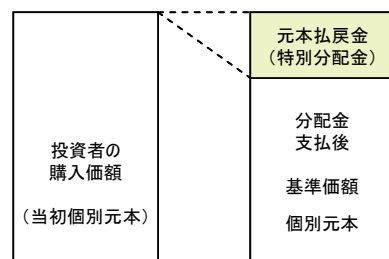 投資者の
購入価額
（当初個別元本）
元本払戻金
（特別分配金）
分配金
支払後
基準価額
個別元本